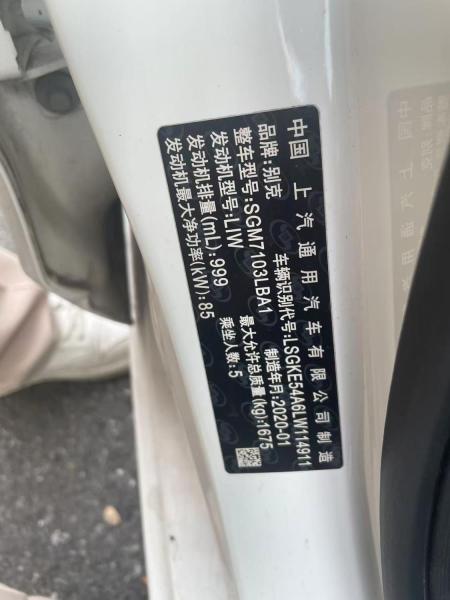 中国 上汽通用汽车有限公司制造
品牌:别克 车辆识别代号:LSGKE54A6LW114911
整车型号:SGM7103LBA1 制造年月:2020-01
发动机型号:LIW 最大允许总质量(kg):1675
发动机排量(mL):999 乘坐人数:5
发动机最大净功率(kW):85